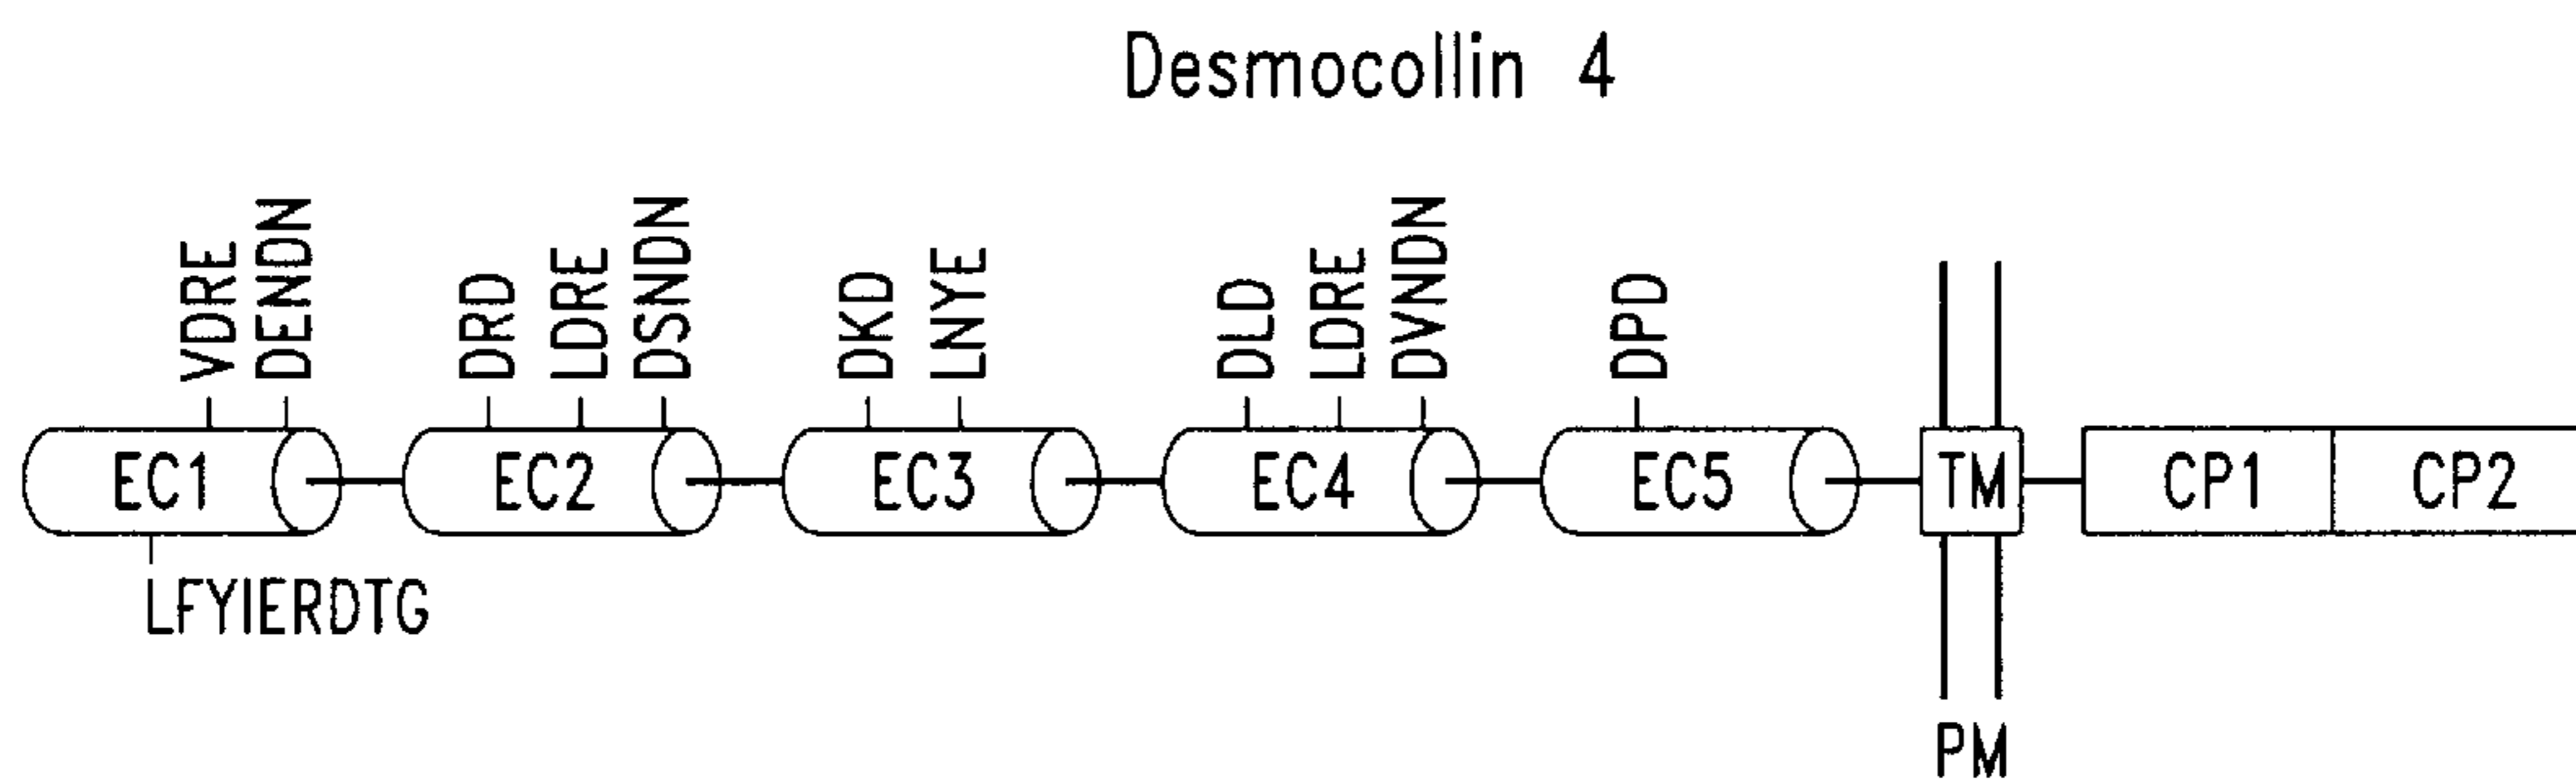 Desmocollin 4
VDRE
DENDN
DRD
LDRE
DSNDN
DKD
LNYE
DLD
LDRE
DVNDN
DPD
EC1
EC2
EC3
EC4
EC5
TM
CP1
CP2
LFYIERDTG
PM